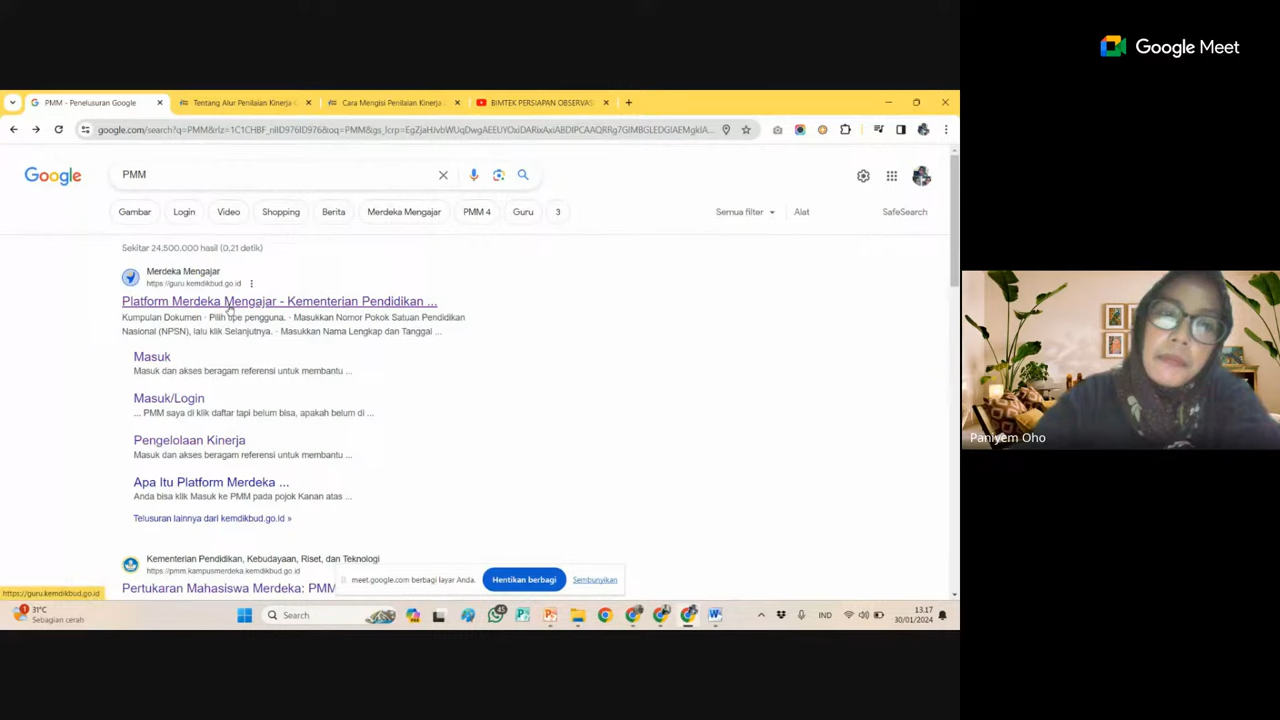 Google Meet
PMM - Penelusuran Google
Tentang Alur Penilaian Kinerja
Cara Mengisi Penilaian Kinerja
BIMTEK PERSIAPAN OBSERVAS
Google
PMM
Gambar
Login
Video
Shopping
Berita
Merdeka Mengajar
PMM 4
Guru
3
Semua filter
Alat
SafeSearch
Sekitar 24.500.000 hasil (0,21 detik)
Merdeka Mengajar
https://guru.kemdikbud.go.id
Platform Merdeka Mengajar - Kementerian Pendidikan ...
Kumpulan Dokumen · Pilih tipe pengguna. · Masukkan Nomor Pokok Satuan Pendidikan
Nasional (NPSN), lalu klik Selanjutnya. · Masukkan Nama Lengkap dan Tanggal ...
Masuk
Masuk dan akses beragam referensi untuk membantu ...
Masuk/Login
... PMM saya di klik daftar tapi belum bisa, apakah belum di ...
Pengelolaan Kinerja
Masuk dan akses beragam referensi untuk membantu ...
Apa Itu Platform Merdeka ...
Anda bisa klik Masuk ke PMM pada pojok Kanan atas ...
Telusuran lainnya dari kemdikbud.go.id »
Kementerian Pendidikan, Kebudayaan, Riset, dan Teknologi
https://pmm.kampusmerdeka.kemdikbud.go.id
Pertukaran Mahasiswa Merdeka: PMM
meet.google.com berbagi layar Anda.
Hentikan berbagi
Sembunyikan
https://guru.kemdikbud.go.id
31°C
Sebagian cerah
Search
45
IND
13.17
30/01/2024
Paniyem Oho